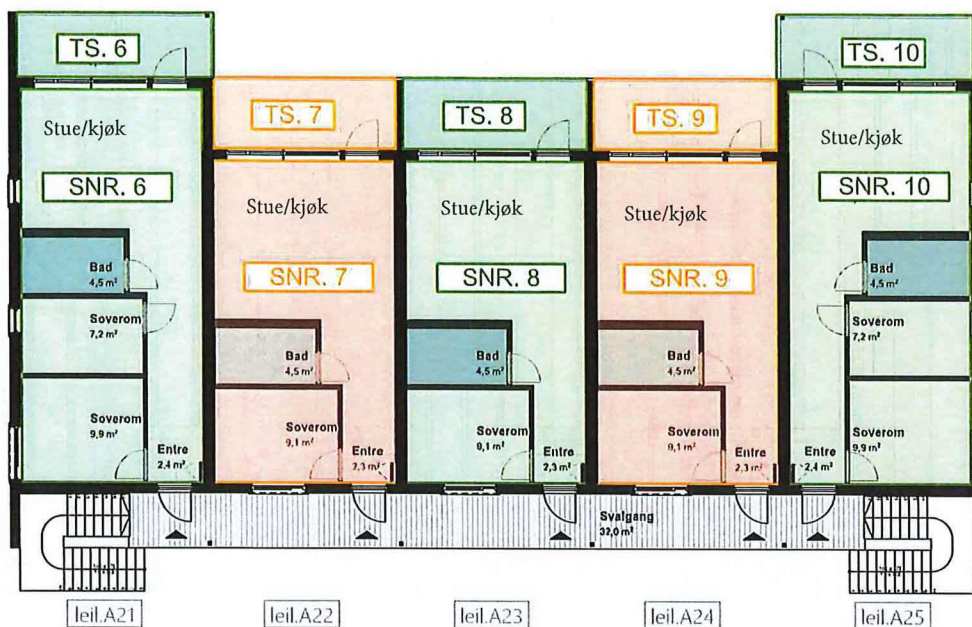 TS. 6
TS. 7
TS. 8
TS. 9
TS. 10
Stue/kjøk
SNR. 6
Bad
4,5 m²
Soverom
7,2 m²
Soverom
9,9 m²
Entre
2,4 m²
Stue/kjøk
SNR. 7
Bad
4,5 m²
Soverom
9,1 m²
Entre
2,3 m²
Stue/kjøk
SNR. 8
Bad
4,5 m²
Soverom
9,1 m²
Entre
2,3 m²
Stue/kjøk
SNR. 9
Bad
4,5 m²
Soverom
9,1 m²
Entre
2,3 m²
Stue/kjøk
SNR. 10
Bad
4,5 m²
Soverom
7,2 m²
Soverom
9,9 m²
Entre
2,4 m²
Svalgang
32,0 m²
leil.A21
leil.A22
leil.A23
leil.A24
leil.A25